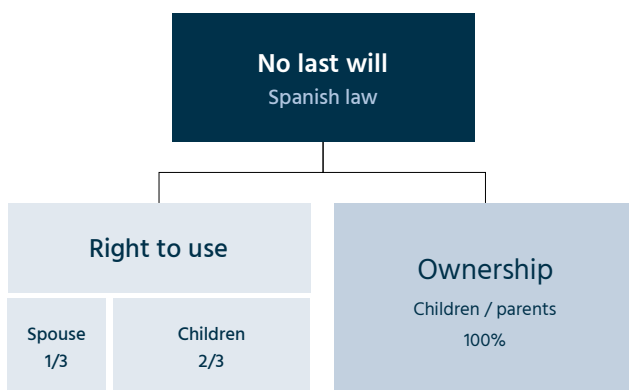 No last will
Spanish law
Right to use
Spouse
1/3
Children
2/3
Ownership
Children / parents
100%